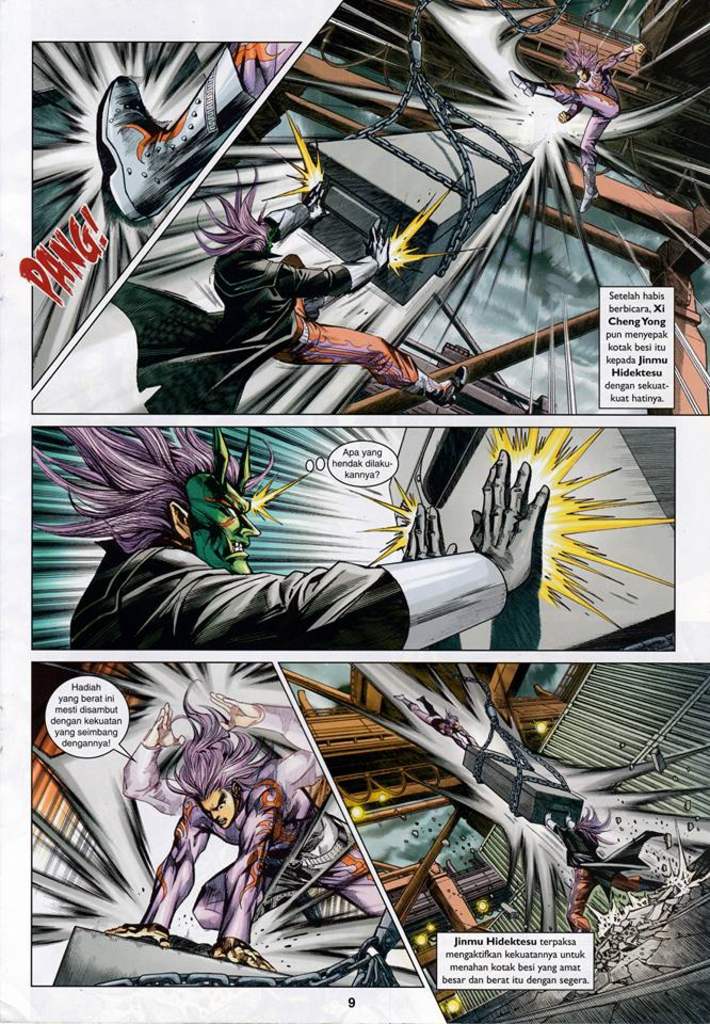 PANG!
Setelah habis
berbicara, Xi
Cheng Yong
pun menyepak
kotak besi itu
kepada Jinmu
Hidektesu
dengan sekuat-
kuat hatinya.
Apa yang
hendak dilaku-
kannya?
Hadiah
yang berat ini
mesti disambut
dengan kekuatan
yang seimbang
dengannya!
Jinmu Hidektesu terpaksa
mengaktifkan kekuatannya untuk
menahan kotak besi yang amat
besar dan berat itu dengan segera.
9